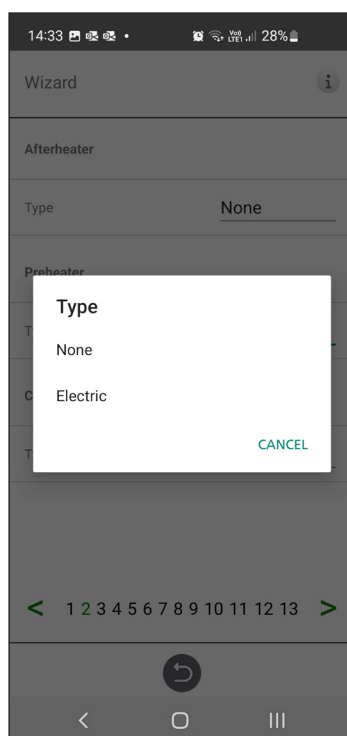 14:33 LTE1 28%
Wizard i
Afterheater
Type None
Preheater
T
Type
None
C
Electric
CANCEL
T
< 1 2 3 4 5 6 7 8 9 10 11 12 13 >